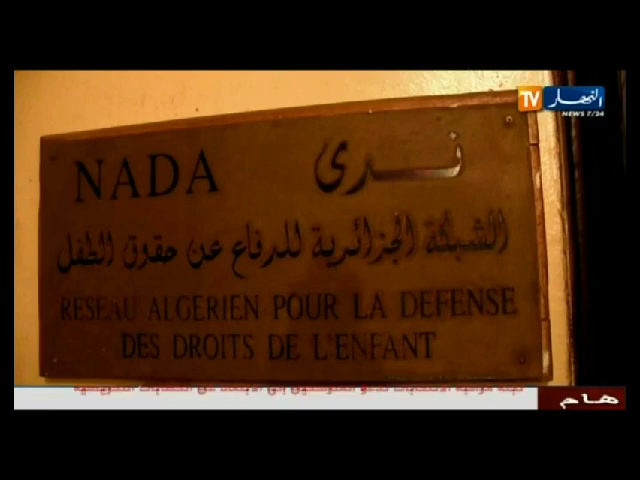 TV النهار
NEWS 7/24
NADA ندى
الشبكة الجزائرية للدفاع عن حقوق الطفل
RESEAU ALGERIEN POUR LA DEFENSE
DES DROITS DE L'ENFANT
هام